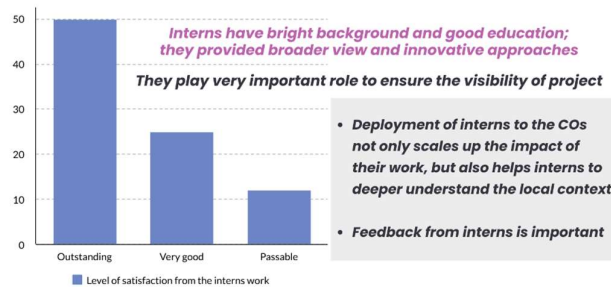 Interns have bright background and good education;
they provided broader view and innovative approaches
They play very important role to ensure the visibility of project
50
40
30
20
10
0
Outstanding
Very good
Passable
Level of satisfaction from the interns work
• Deployment of interns to the COs
not only scales up the impact of
their work, but also helps interns to
deeper understand the local context
• Feedback from interns is important